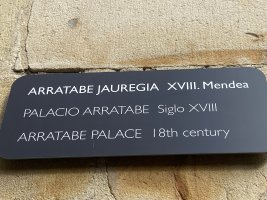 ARRATABE JAUREGIA XVIII. Mendea
PALACIO ARRATABE Siglo XVIII
ARRATABE PALACE 18th century